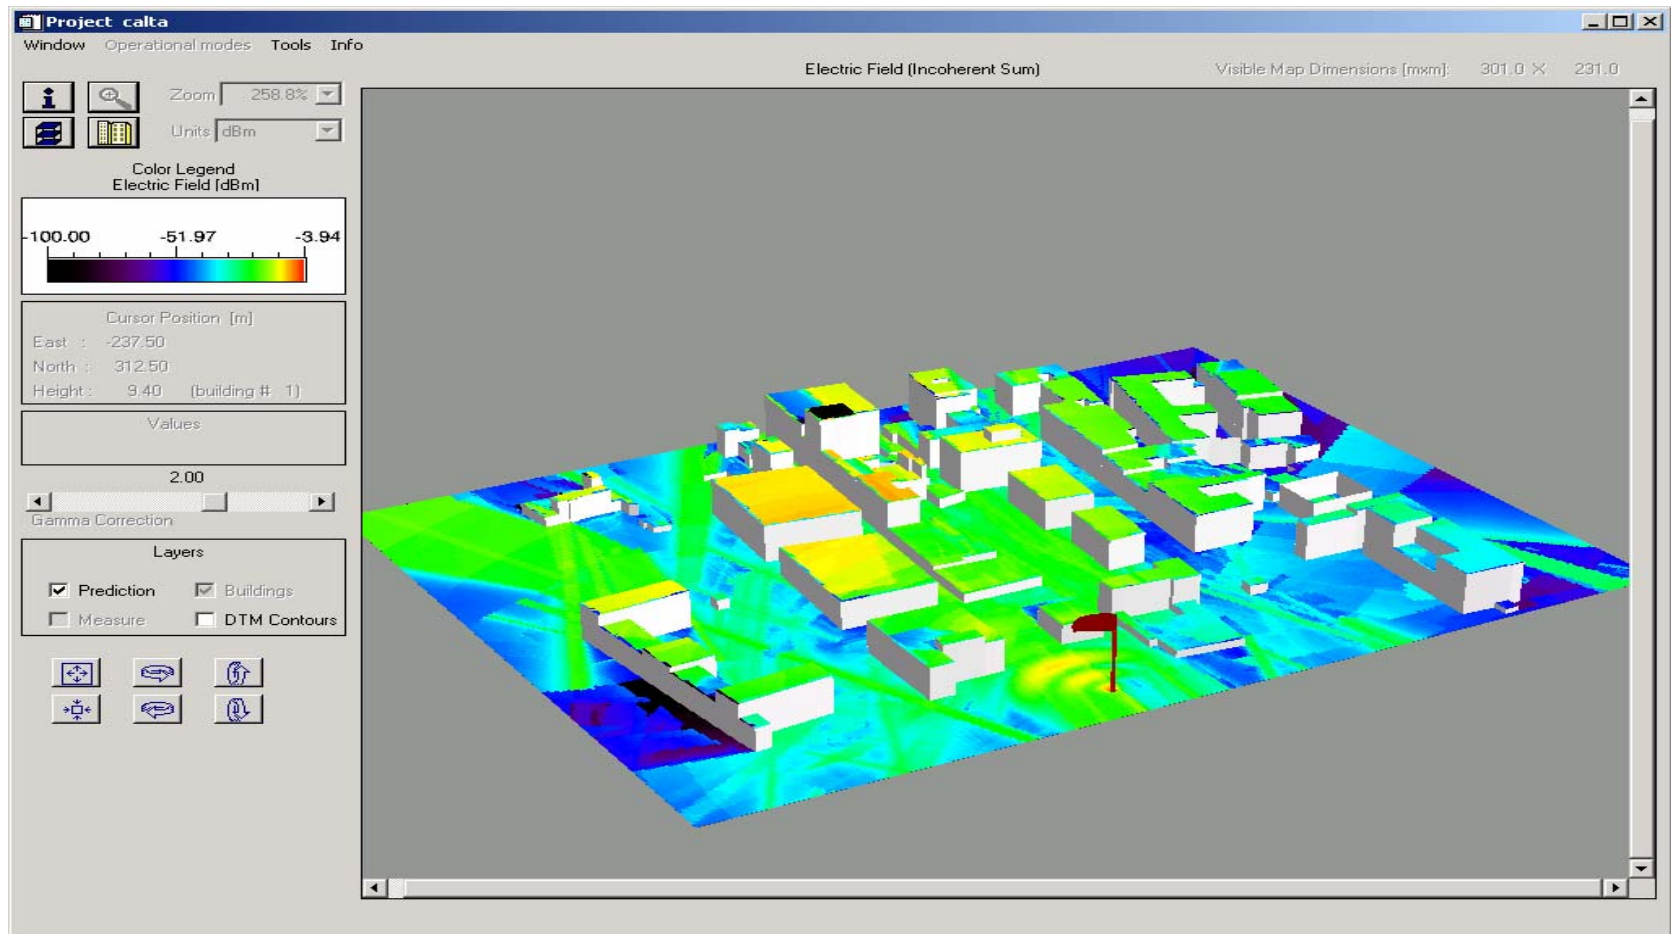 Project calta
Window Operational modes Tools Info
Electric Field (Incoherent Sum) Visible Map Dimensions [mxm]: 301.0 X 231.0
Zoom 258.8%
Units dBm
Color Legend
Electric Field [dBm]
-100.00 -51.97 -3.94
Cursor Position [m]
East : -237.50
North : 312.50
Height : 9.40 (building # 1)
Values
2.00
Gamma Correction
Layers
Prediction Buildings
Measure DTM Contours